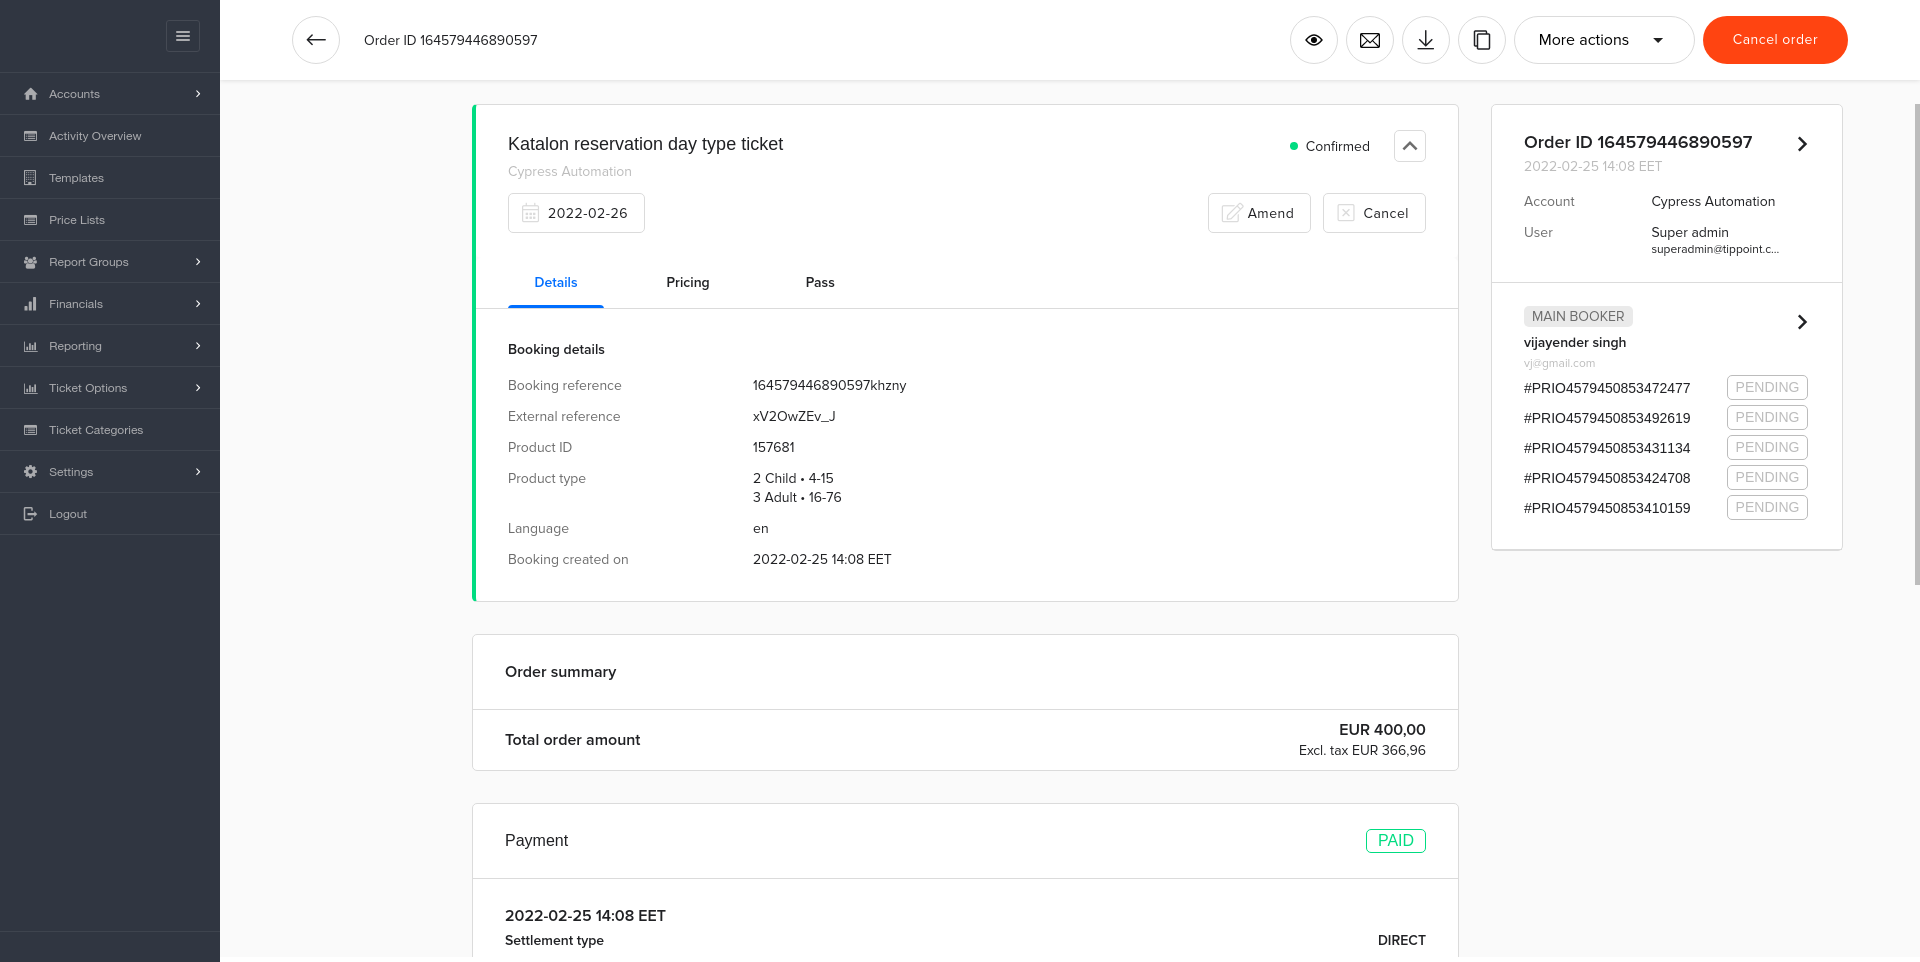 Accounts
Activity Overview
Templates
Price Lists
Report Groups
Financials
Reporting
Ticket Options
Ticket Categories
Settings
Logout
Order ID 164579446890597
More actions
Cancel order
Katalon reservation day type ticket
Confirmed
Cypress Automation
2022-02-26
Amend
Cancel
Details
Pricing
Pass
Booking details
Booking reference 164579446890597khzny
External reference xV2OwZEv_J
Product ID 157681
Product type 2 Child • 4-15
3 Adult • 16-76
Language en
Booking created on 2022-02-25 14:08 EET
Order summary
Total order amount EUR 400,00
Excl. tax EUR 366,96
Payment PAID
2022-02-25 14:08 EET
Settlement type DIRECT
Order ID 164579446890597
2022-02-25 14:08 EET
Account Cypress Automation
User Super admin
superadmin@tippoint.c...
MAIN BOOKER
vijayender singh
vj@gmail.com
#PRIO4579450853472477 PENDING
#PRIO4579450853492619 PENDING
#PRIO4579450853431134 PENDING
#PRIO4579450853424708 PENDING
#PRIO4579450853410159 PENDING